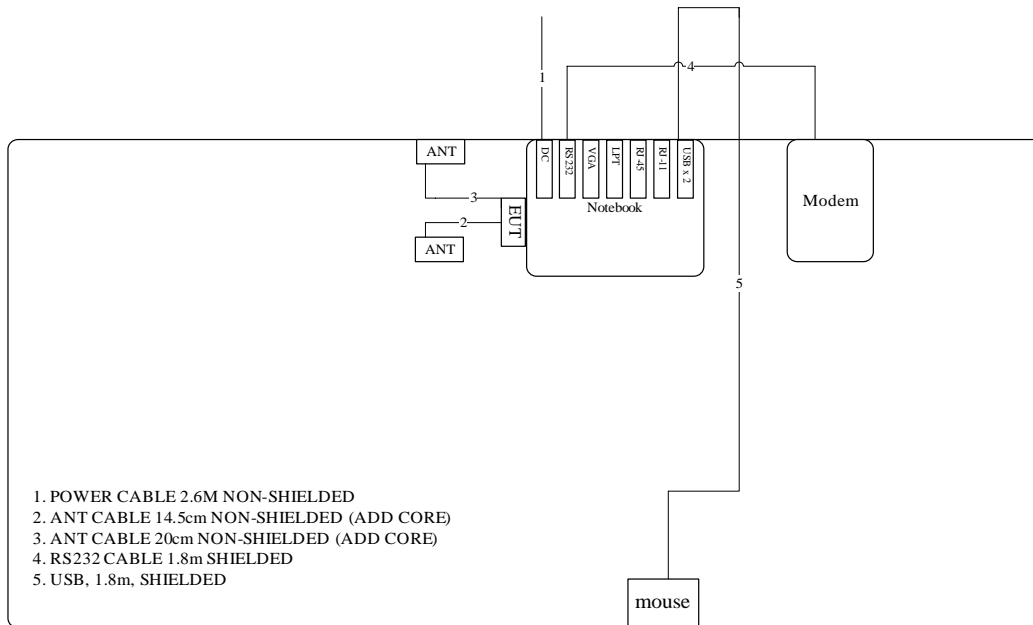 1
4
ANT
DC
RS 232
VGA
LPT
RJ-45
RJ-11
USB x 2
Notebook
Modem
3
EUT
2
ANT
5
1. POWER CABLE 2.6M NON-SHIELDED
2. ANT CABLE 14.5cm NON-SHIELDED (ADD CORE)
3. ANT CABLE 20cm NON-SHIELDED (ADD CORE)
4. RS232 CABLE 1.8m SHIELDED
5. USB, 1.8m, SHIELDED
mouse